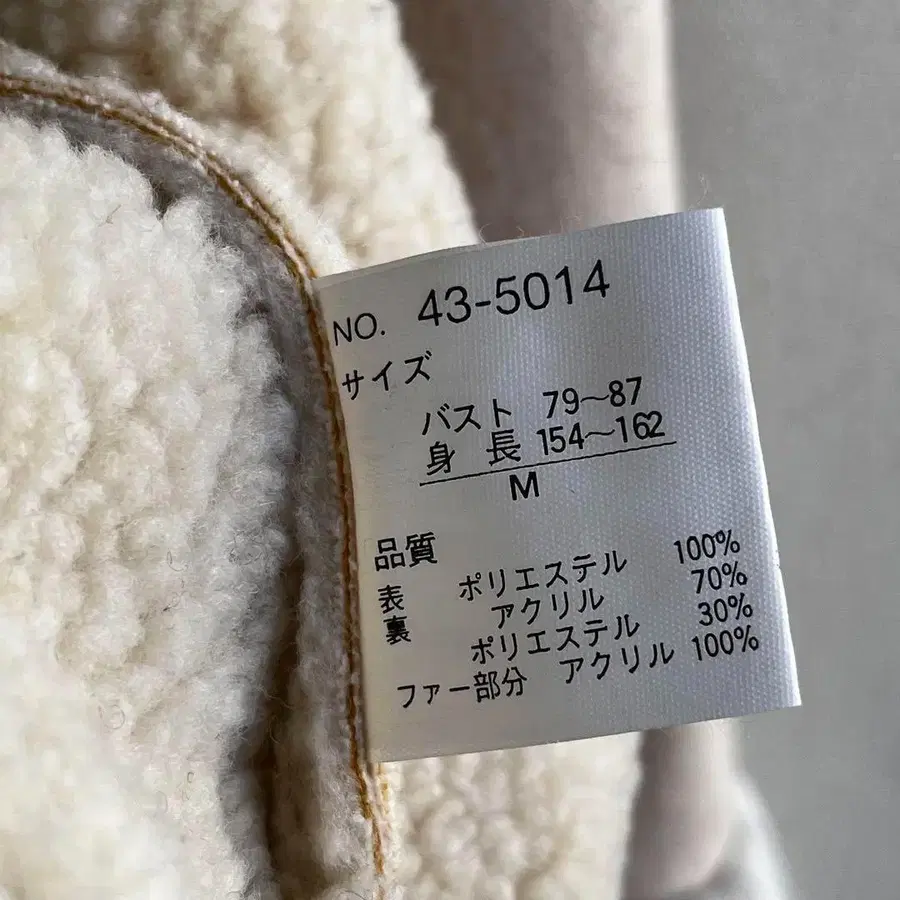 NO. 43-5014
サイズ
バスト 79～87
身 長 154～162
M
品質
表 ポリエステル 100%
裏 アクリル 70%
ポリエステル 30%
ファー部分 アクリル 100%